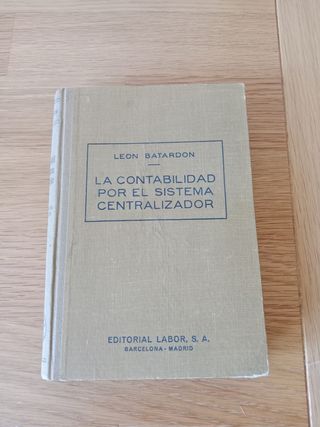 LEON BATARDON
LA CONTABILIDAD
POR EL SISTEMA
CENTRALIZADOR
EDITORIAL LABOR, S. A.
BARCELONA - MADRID